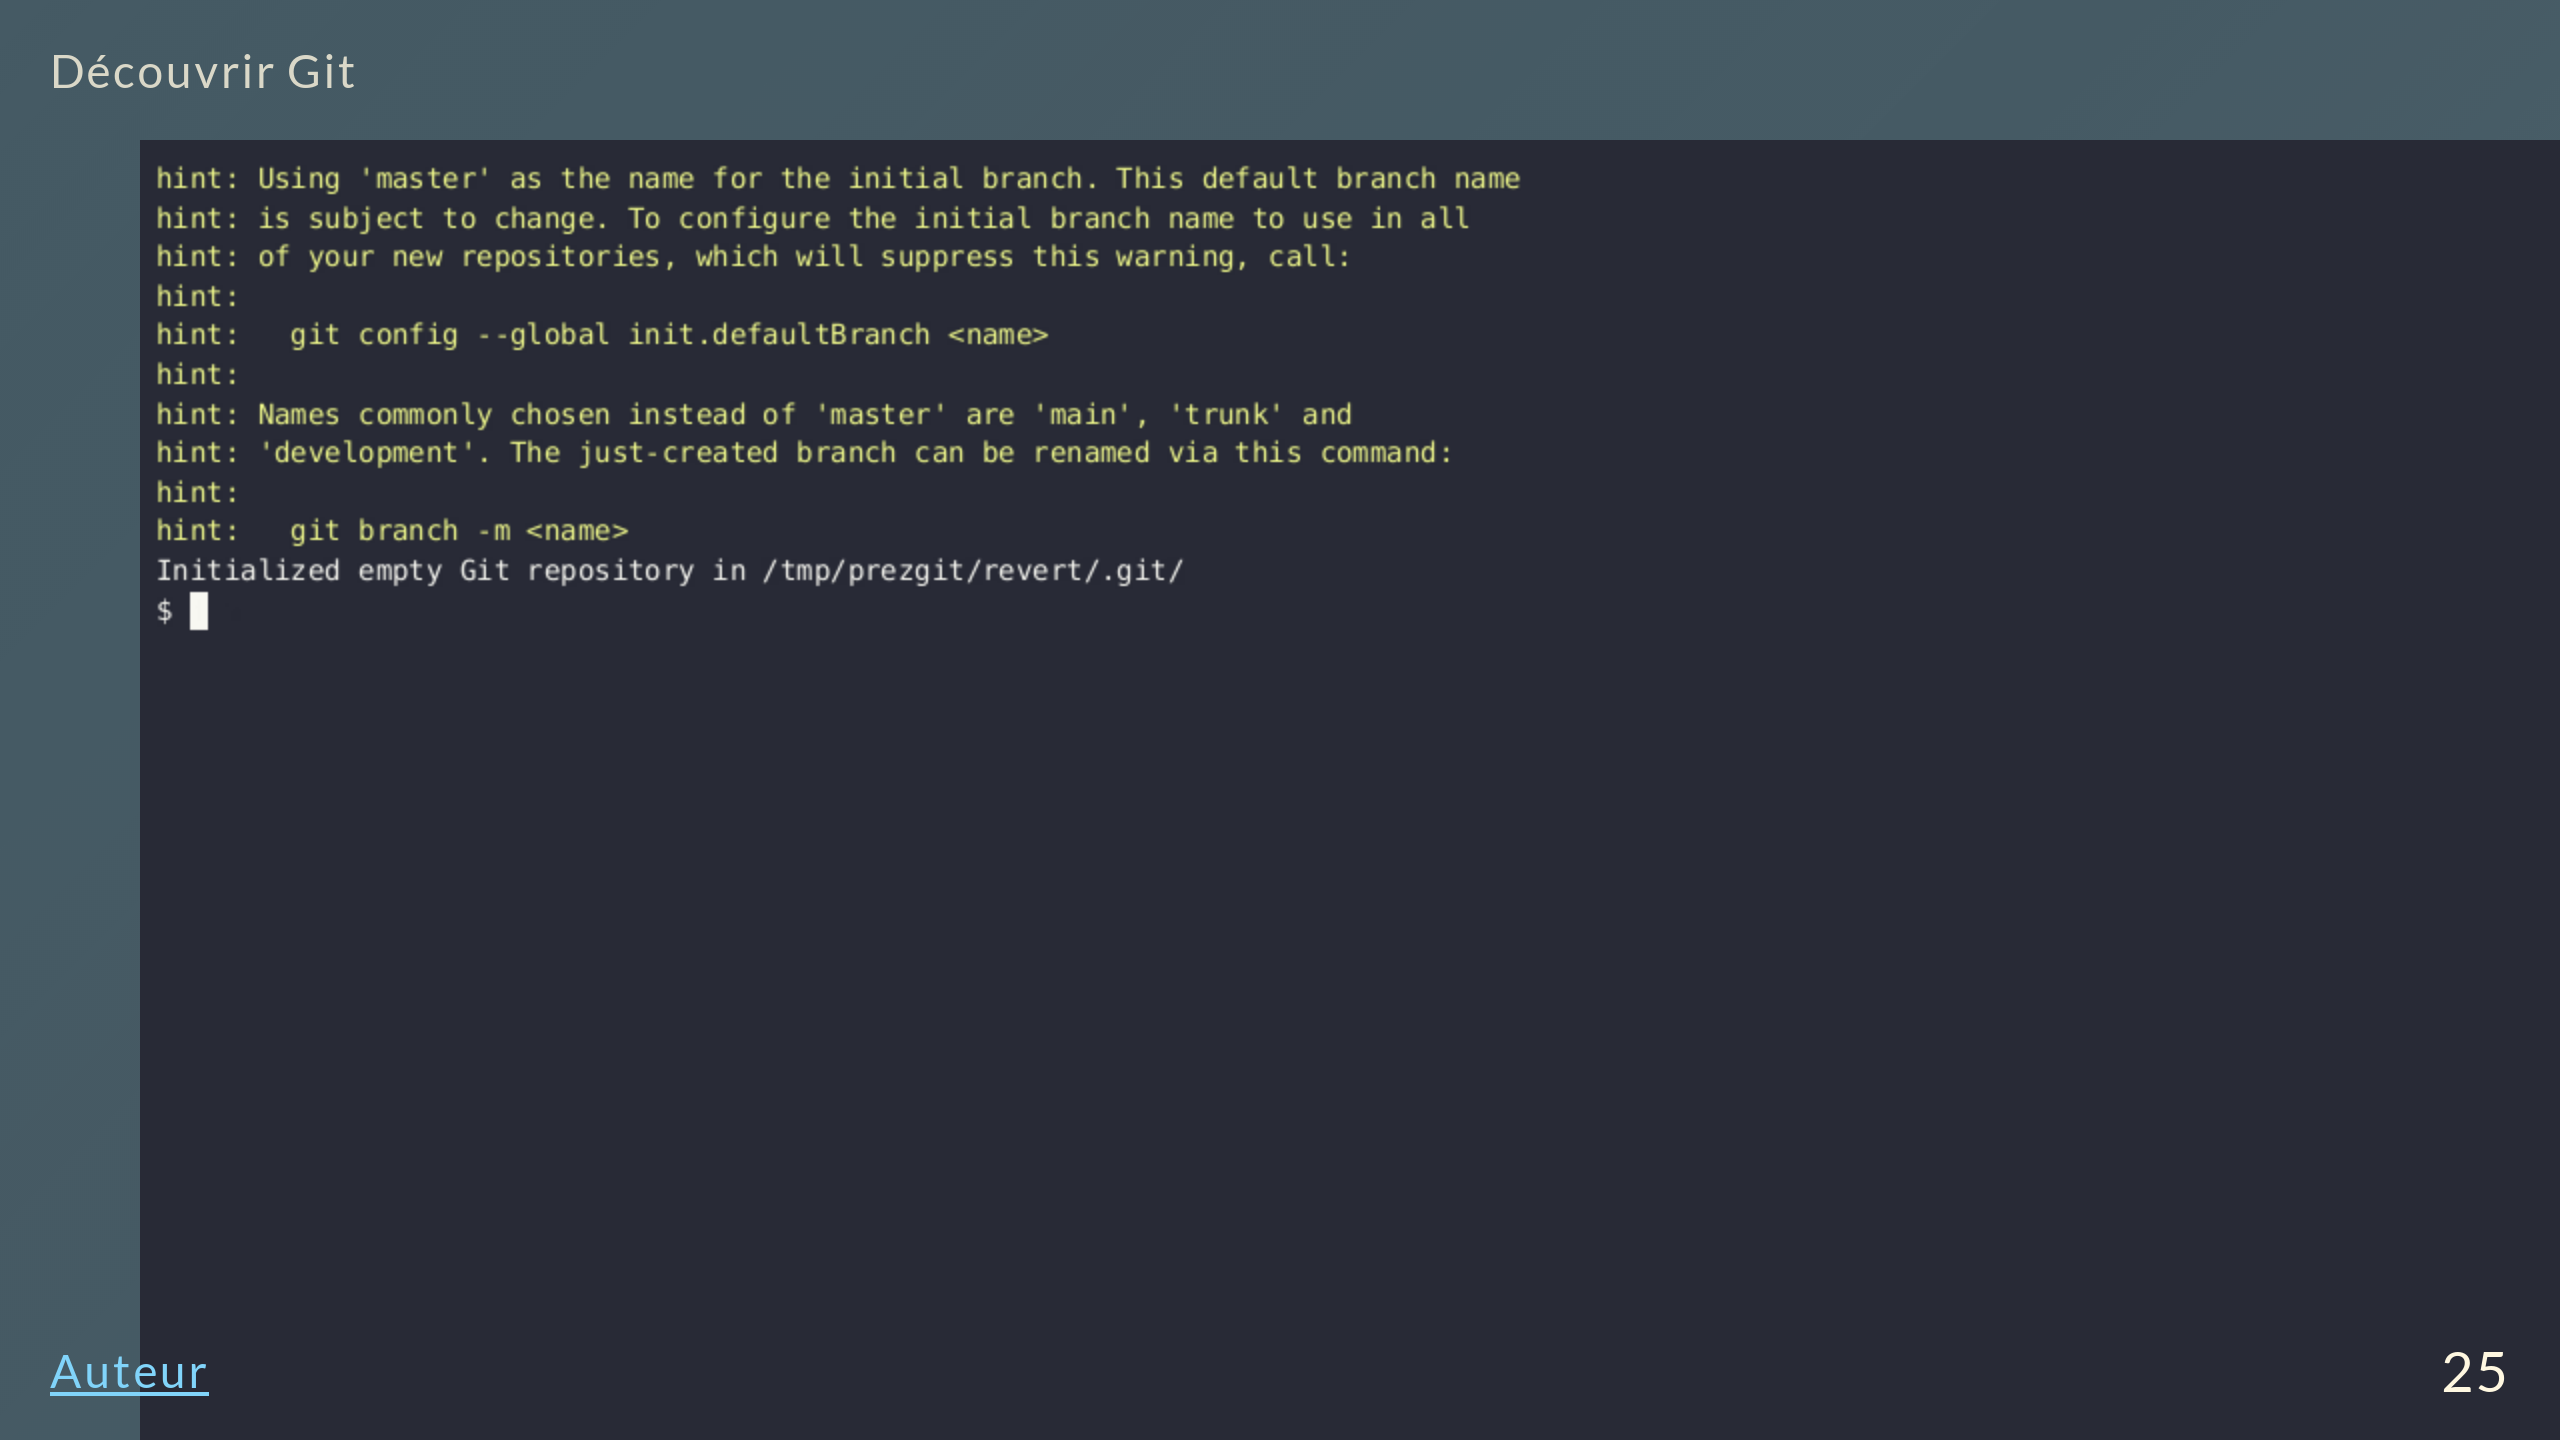 Découvrir Git
hint: Using 'master' as the name for the initial branch. This default branch name
hint: is subject to change. To configure the initial branch name to use in all
hint: of your new repositories, which will suppress this warning, call:
hint:
hint:   git config --global init.defaultBranch <name>
hint:
hint: Names commonly chosen instead of 'master' are 'main', 'trunk' and
hint: 'development'. The just-created branch can be renamed via this command:
hint:
hint:   git branch -m <name>
Initialized empty Git repository in /tmp/prezgit/revert/.git/
$
Auteur
25